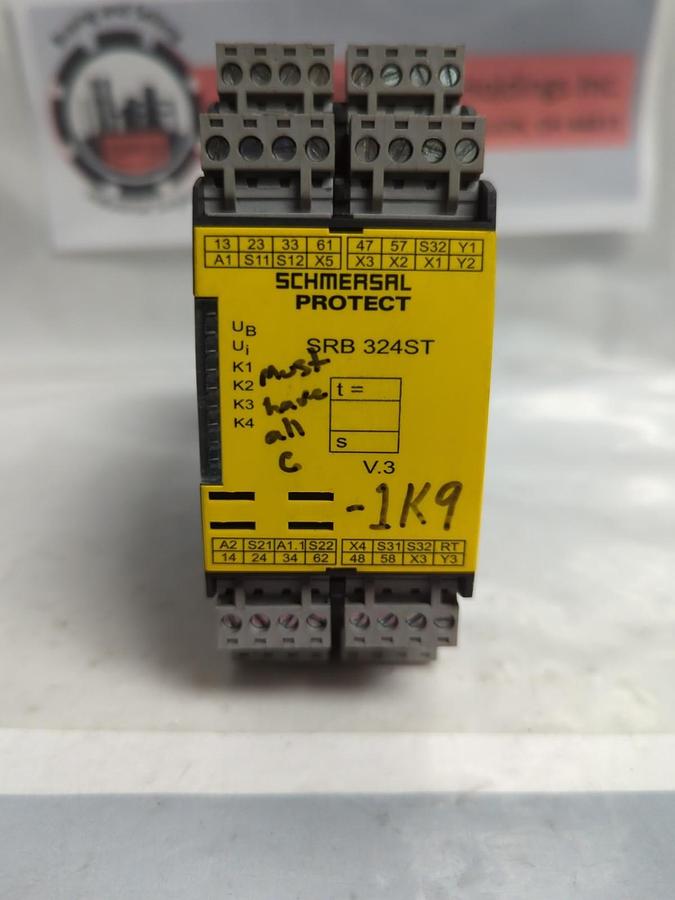 Holdings Inc
13 23 33 61 47 57 S32 Y1
A1 S11 S12 X5 X3 X2 X1 Y2
SCHMERSAL
PROTECT
SRB 324ST
UB
Ui
K1
K2
K3
K4
Must
have
all
C
t =
s
V.3
-1K9
A2 S21 A1.1 S22 X4 S31 S32 RT
14 24 34 62 48 58 X3 Y3